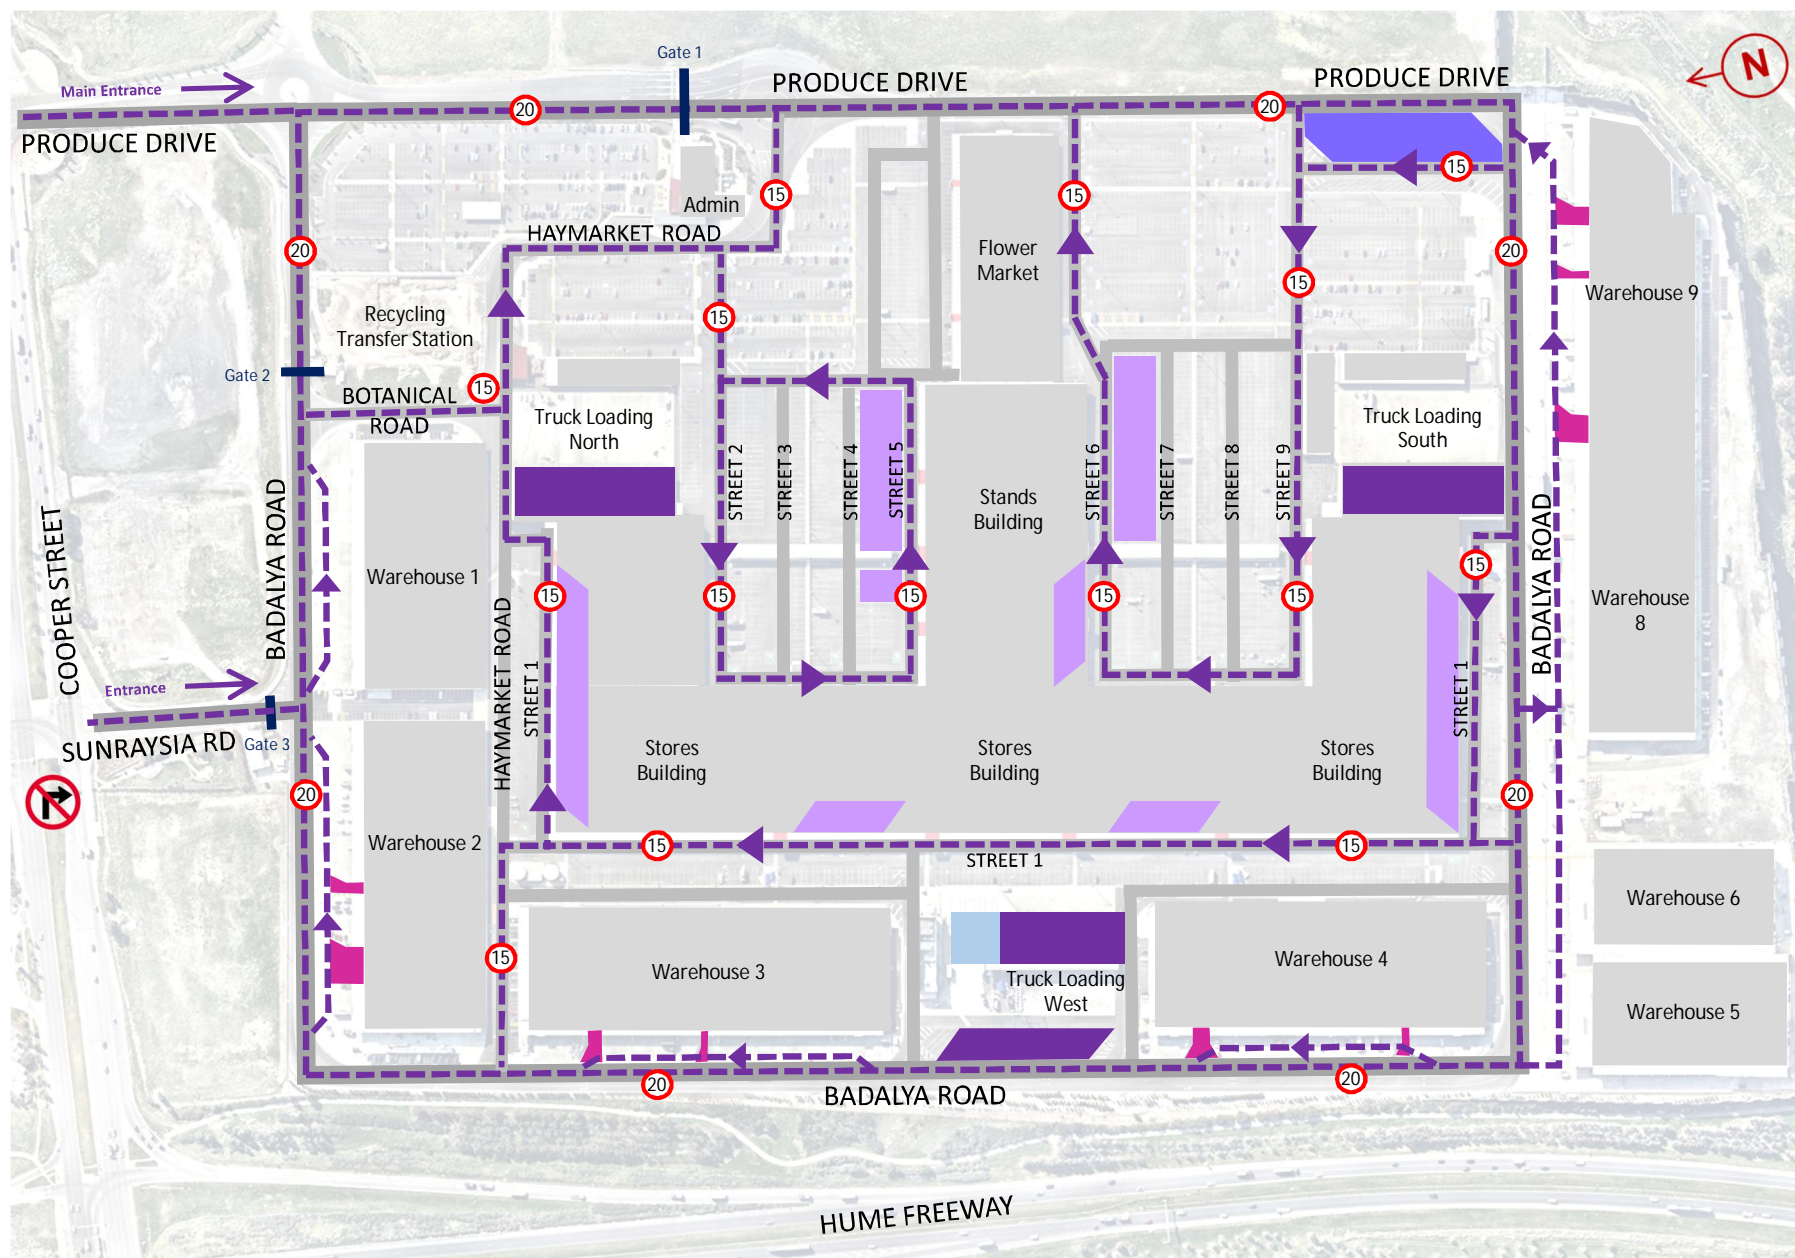 Gate 1
N
PRODUCE DRIVE
PRODUCE DRIVE
Main Entrance
20
20
PRODUCE DRIVE
15
15
15
Admin
HAYMARKET ROAD
20
20
Flower
Market
15
Warehouse 9
Recycling
Transfer Station
15
Gate 2
15
BOTANICAL
ROAD
Truck Loading
North
Truck Loading
South
STREET 2
STREET 3
STREET 4
STREET 5
STREET 6
STREET 7
STREET 8
STREET 9
Stands
Building
COOPER STREET
BADALYA ROAD
BADALYA ROAD
Warehouse 1
15
15
15
15
15
15
Warehouse
8
HAYMARKET ROAD
STREET 1
STREET 1
Entrance
SUNRAYSIA RD
Gate 3
Stores
Building
Stores
Building
Stores
Building
20
20
Warehouse 2
15
15
STREET 1
Warehouse 6
15
Warehouse 3
Warehouse 4
Truck Loading
West
Warehouse 5
20
20
BADALYA ROAD
HUME FREEWAY